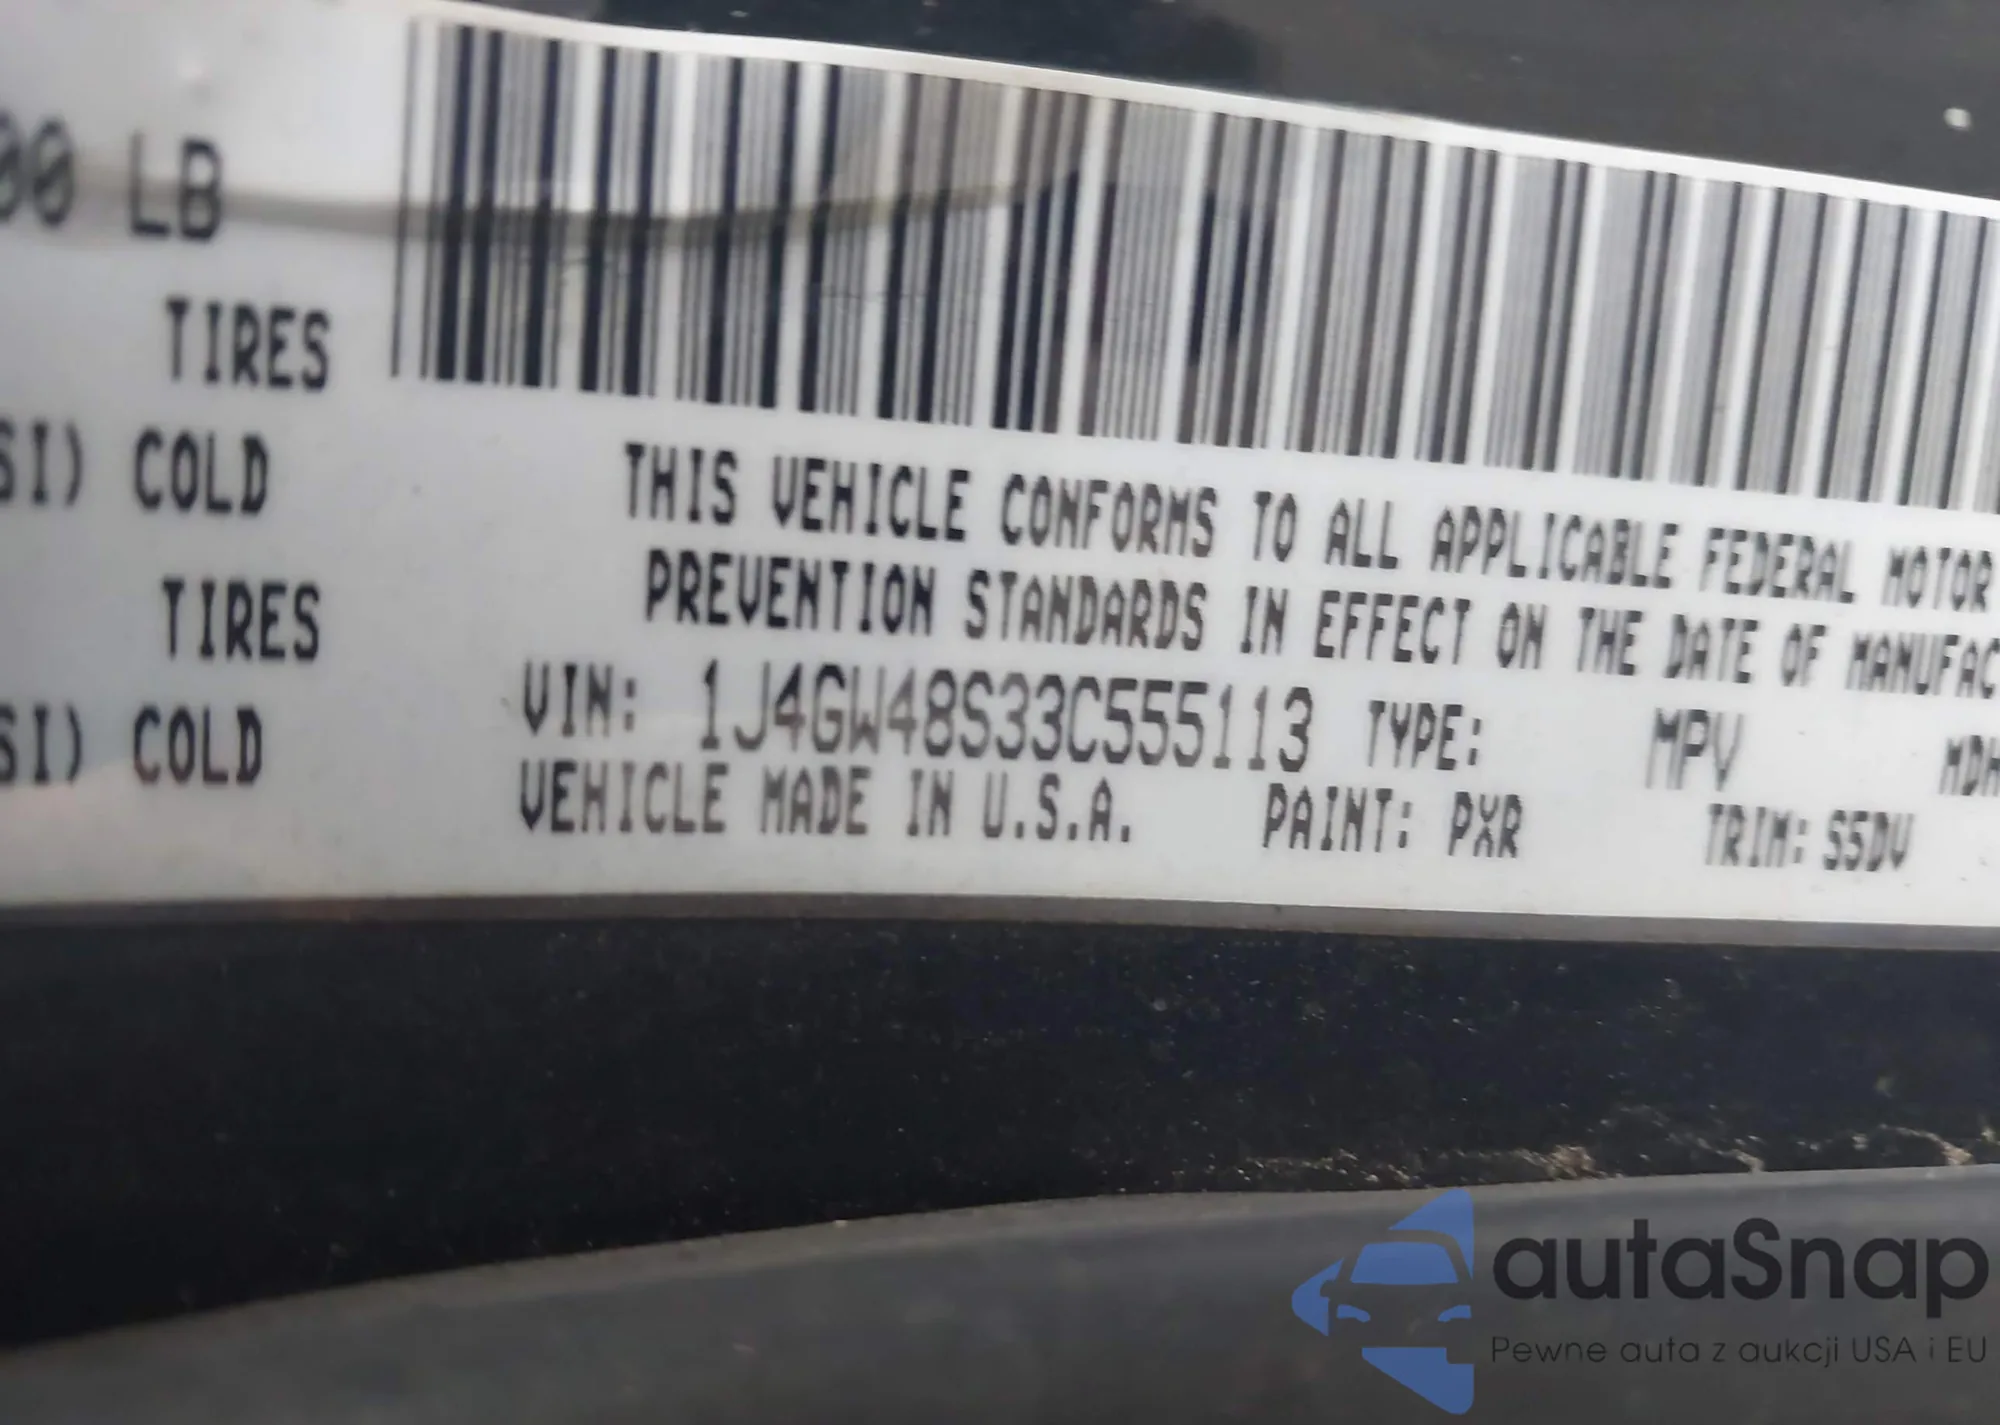 00 LB
TIRES
SI) COLD
TIRES
SI) COLD
THIS VEHICLE CONFORMS TO ALL APPLICABLE FEDERAL MOTOR
PREVENTION STANDARDS IN EFFECT ON THE DATE OF MANUFAC
VIN: 1J4GW48S33C555113 TYPE: MPV MDH
VEHICLE MADE IN U.S.A. PAINT: PXR TRIM: S5DV
autaSnap
Pewne auta z aukcji USA i EU